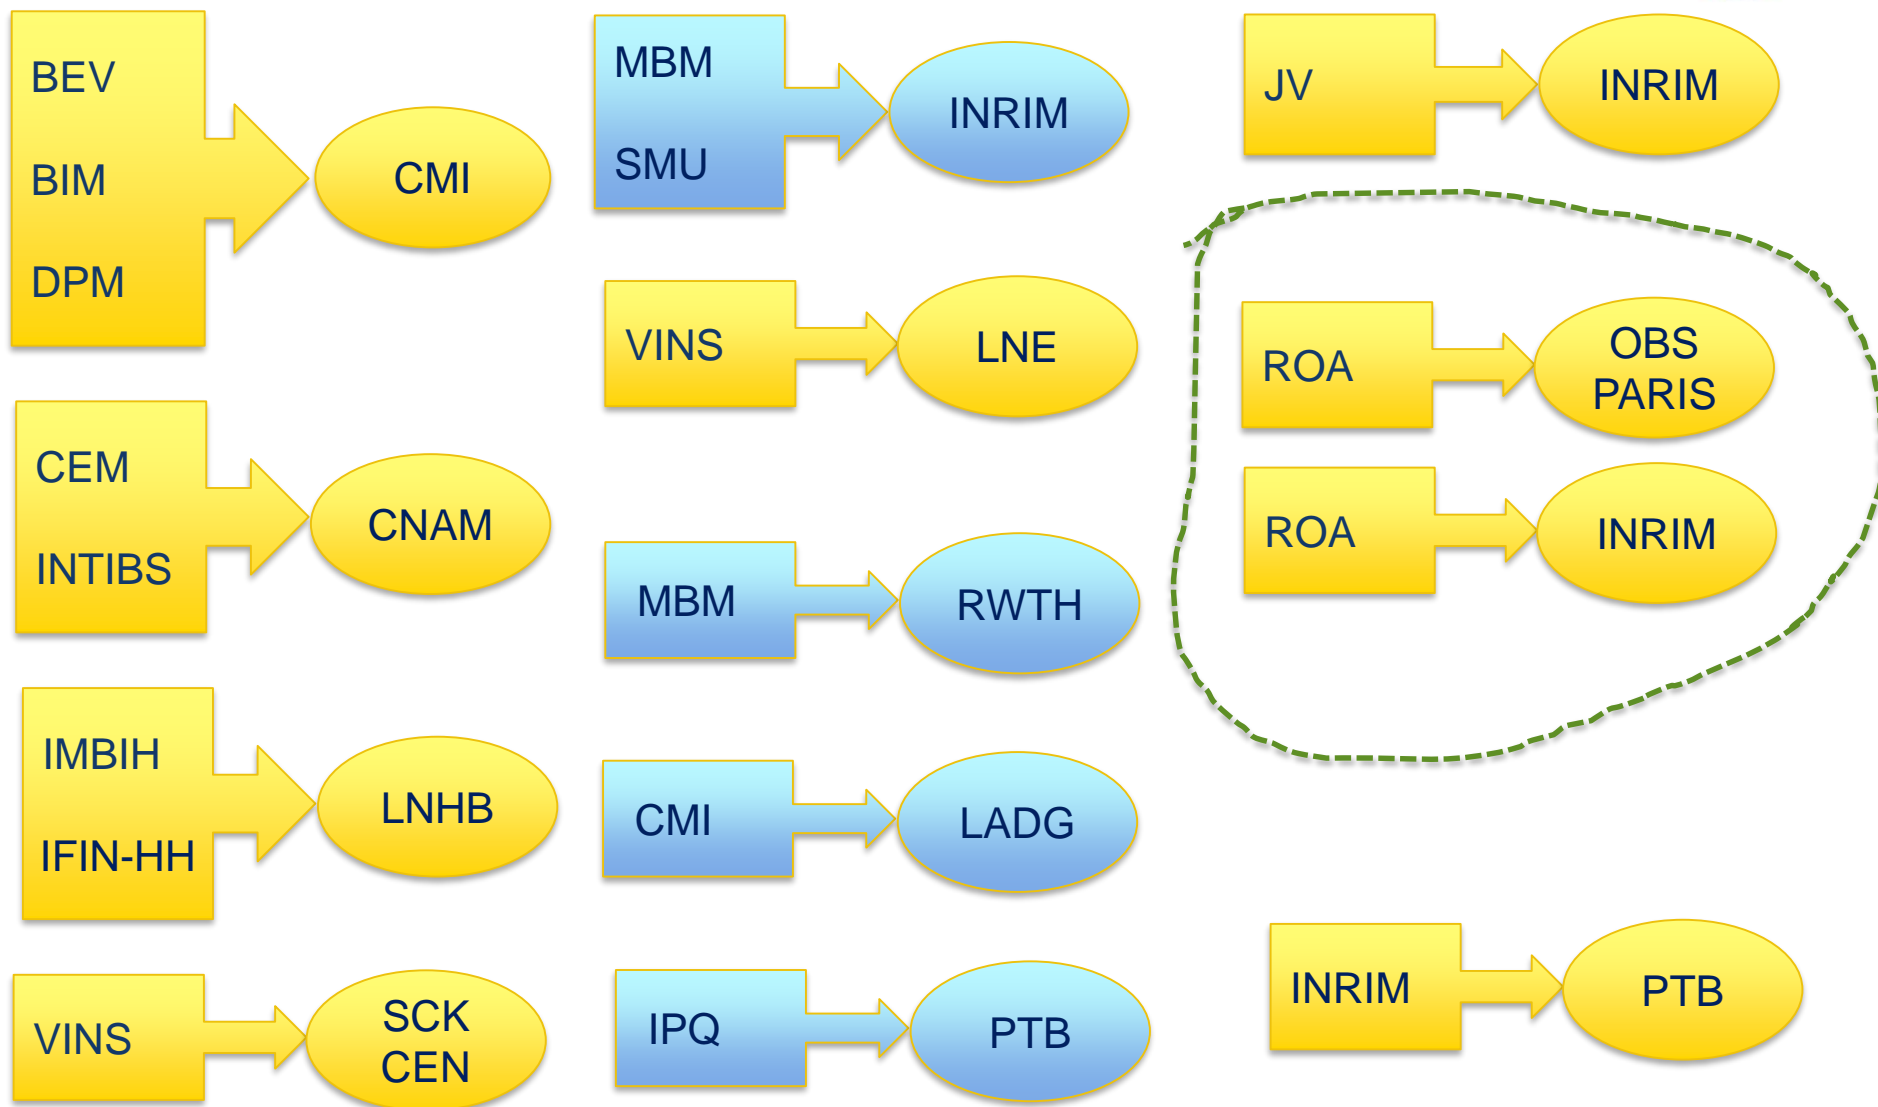 BEV
BIM
DPM
CMI
CEM
INTIBS
CNAM
IMBIH
IFIN-HH
LNHB
VINS
SCK
CEN
MBM
SMU
INRIM
VINS
LNE
MBM
RWTH
CMI
LADG
IPQ
PTB
JV
INRIM
ROA
OBS
PARIS
ROA
INRIM
INRIM
PTB